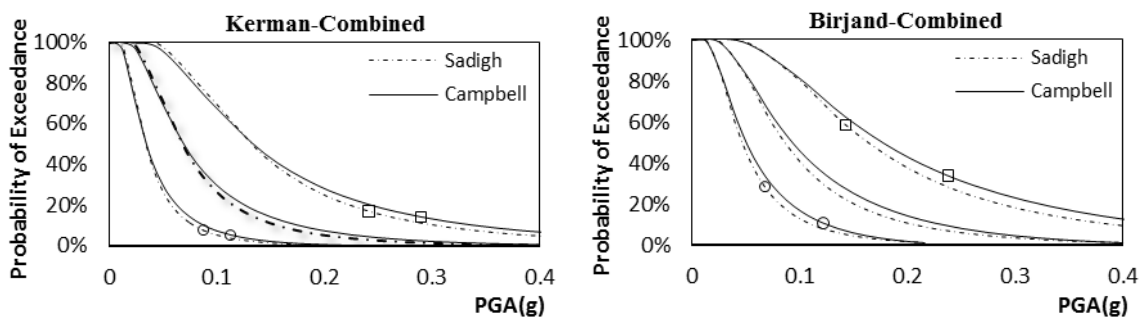 Kerman-Combined
Probability of Exceedance
100%
80%
60%
40%
20%
0%
Sadigh
Campbell
0
0.1
0.2
0.3
0.4
PGA(g)
Birjand-Combined
Probability of Exceedance
100%
80%
60%
40%
20%
0%
Sadigh
Campbell
0
0.1
0.2
0.3
0.4
PGA(g)